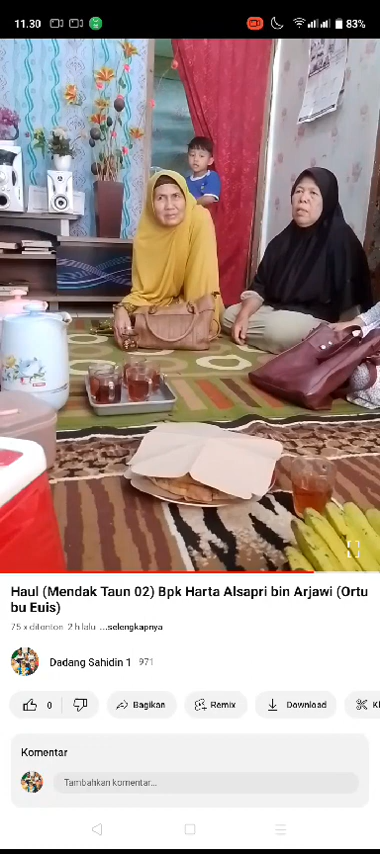 11.30
83%
Haul (Mendak Taun 02) Bpk Harta Alsapri bin Arjawi (Ortu
bu Euis)
75 x ditonton 2 h lalu ...selengkapnya
Dadang Sahidin 1 971
0 Bagikan Remix Download Kl
Komentar
Tambahkan komentar...